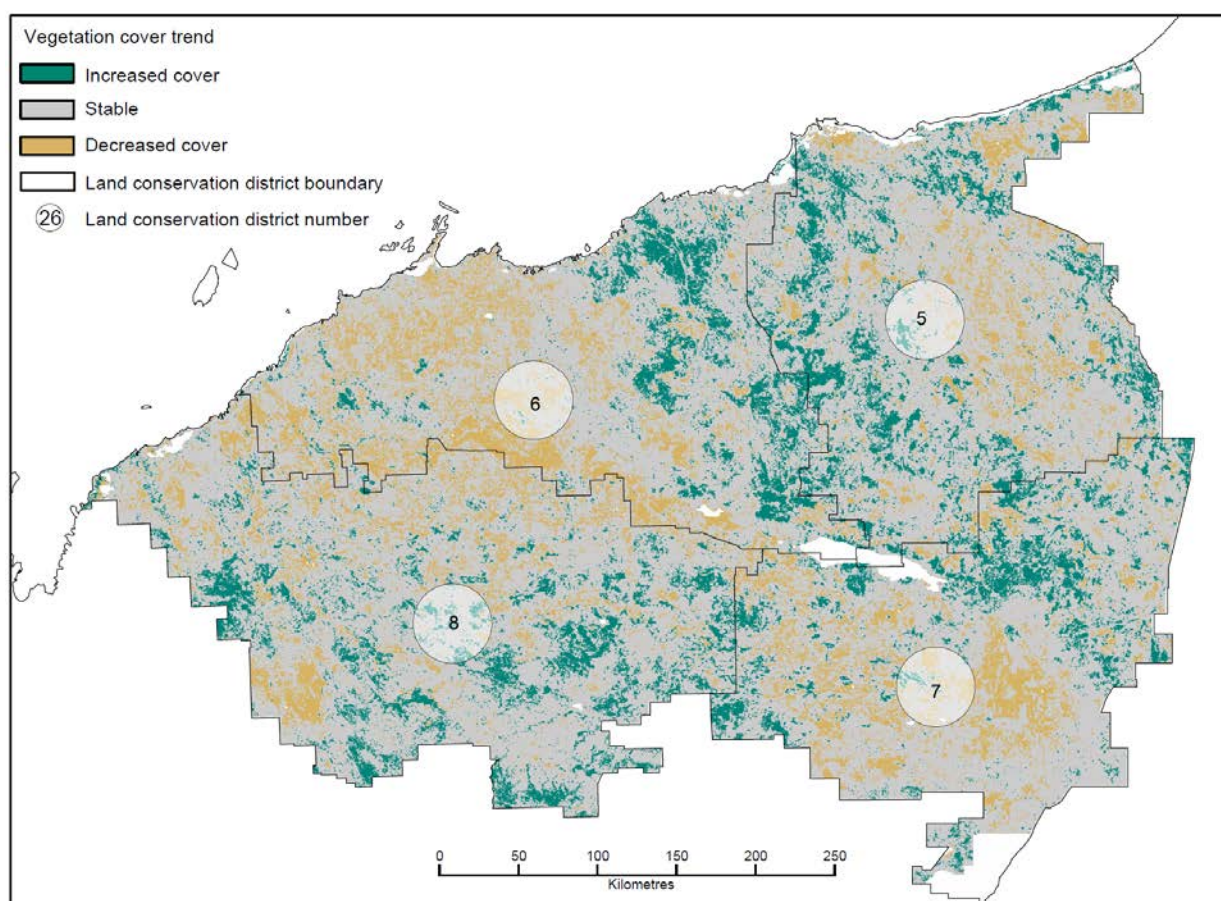 Vegetation cover trend
Increased cover
Stable
Decreased cover
Land conservation district boundary
26 Land conservation district number
5
6
8
7
0 50 100 150 200 250
Kilometres